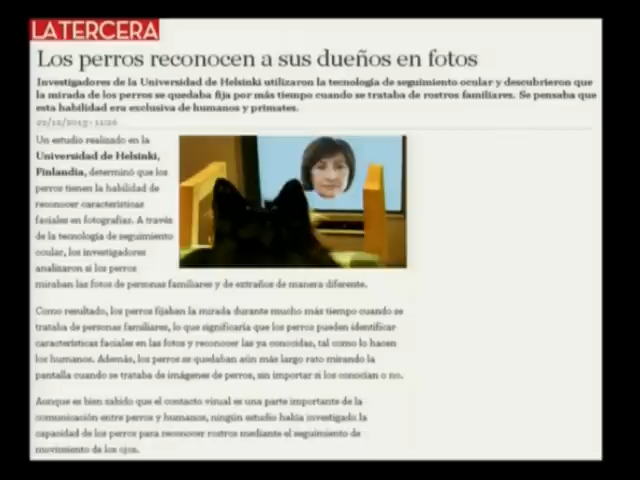 LATERCERA
Los perros reconocen a sus dueños en fotos
Investigadores de la Universidad de Helsinki utilizaron la tecnología de seguimiento ocular y descubrieron que
la mirada de los perros se quedaba fija por más tiempo cuando se trataba de rostros familiares. Se pensaba que
esta habilidad era exclusiva de humanos y primates.
Un estudio realizado en la
Universidad de Helsinki,
Finlandia, determinó que los
perros tienen la habilidad de
reconocer características
faciales en fotografías. A través
de la tecnología de seguimiento
ocular, los investigadores
analizaron si los perros
miraban las fotos de personas familiares y de extraños de manera diferente.
Como resultado, los perros fijaban la mirada durante mucho más tiempo cuando se
trataba de personas familiares, lo que significaría que los perros pueden identificar
características faciales en las fotos y reconocer las ya conocidas, tal como lo hacen
los humanos. Además, los perros se quedaban aún más largo rato mirando la
pantalla cuando se trataba de imágenes de perros, sin importar si los conocían o no.
Aunque es bien sabido que el contacto visual es una parte importante de la
comunicación entre perros y humanos, ningún estudio había investigado la
capacidad de los perros para reconocer rostros mediante el seguimiento de
movimiento de los ojos.